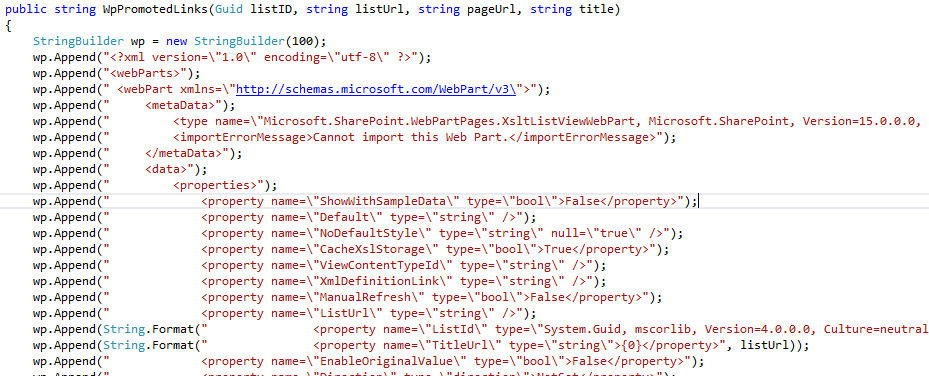 public string WpPromotedLinks(Guid listID, string listUrl, string pageUrl, string title)
{
    StringBuilder wp = new StringBuilder(100);
    wp.Append("<?xml version=\"1.0\" encoding=\"utf-8\" ?>");
    wp.Append("<webParts>");
    wp.Append(" <webPart xmlns=\"http://schemas.microsoft.com/WebPart/v3\">");
    wp.Append("     <metaData>");
    wp.Append("         <type name=\"Microsoft.SharePoint.WebPartPages.XsltListViewWebPart, Microsoft.SharePoint, Version=15.0.0.0,
    wp.Append("         <importErrorMessage>Cannot import this Web Part.</importErrorMessage>");
    wp.Append("     </metaData>");
    wp.Append("     <data>");
    wp.Append("         <properties>");
    wp.Append("             <property name=\"ShowWithSampleData\" type=\"bool\">False</property>");
    wp.Append("             <property name=\"Default\" type=\"string\" />");
    wp.Append("             <property name=\"NoDefaultStyle\" type=\"string\" null=\"true\" />");
    wp.Append("             <property name=\"CacheXslStorage\" type=\"bool\">True</property>");
    wp.Append("             <property name=\"ViewContentTypeId\" type=\"string\" />");
    wp.Append("             <property name=\"XmlDefinitionLink\" type=\"string\" />");
    wp.Append("             <property name=\"ManualRefresh\" type=\"bool\">False</property>");
    wp.Append("             <property name=\"ListUrl\" type=\"string\" />");
    wp.Append(String.Format("               <property name=\"ListId\" type=\"System.Guid, mscorlib, Version=4.0.0.0, Culture=neutral
    wp.Append(String.Format("               <property name=\"TitleUrl\" type=\"string\">{0}</property>", listUrl));
    wp.Append("             <property name=\"EnableOriginalValue\" type=\"bool\">False</property>");
    wp.Append("             <property name=\"Direction\" type=\"direction\">NotSet</property>");